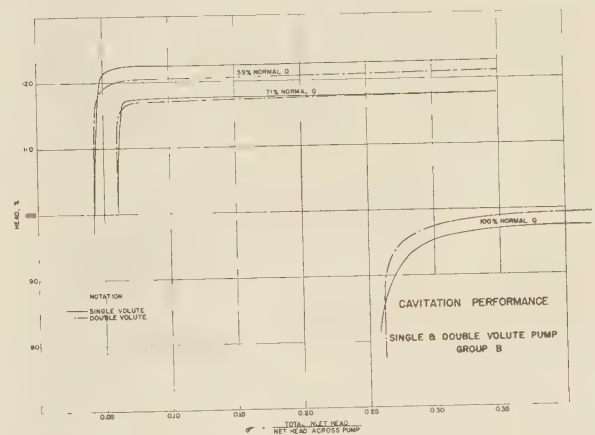 59% NORMAL Q
71% NORMAL Q
100% NORMAL Q
HEAD, %
120
110
100
90
80
NOTATION
SINGLE VOLUTE
DOUBLE VOLUTE
CAVITATION PERFORMANCE
SINGLE & DOUBLE VOLUTE PUMP
GROUP B
0.05 0.10 0.15 0.20 0.25 0.30 0.35
σ = TOTAL INLET HEAD
NET HEAD ACROSS PUMP